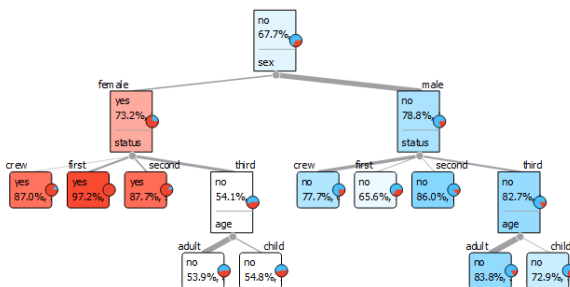 no
67.7%,
sex
female
male
yes
73.2%,
status
no
78.8%,
status
crew
first
second
third
crew
first
second
third
yes
87.0%,
yes
97.2%,
yes
87.7%,
no
54.1%,
age
no
77.7%,
no
65.6%,
no
86.0%,
no
82.7%,
age
adult
child
adult
child
no
53.9%,
no
54.8%,
no
83.8%,
no
72.9%,